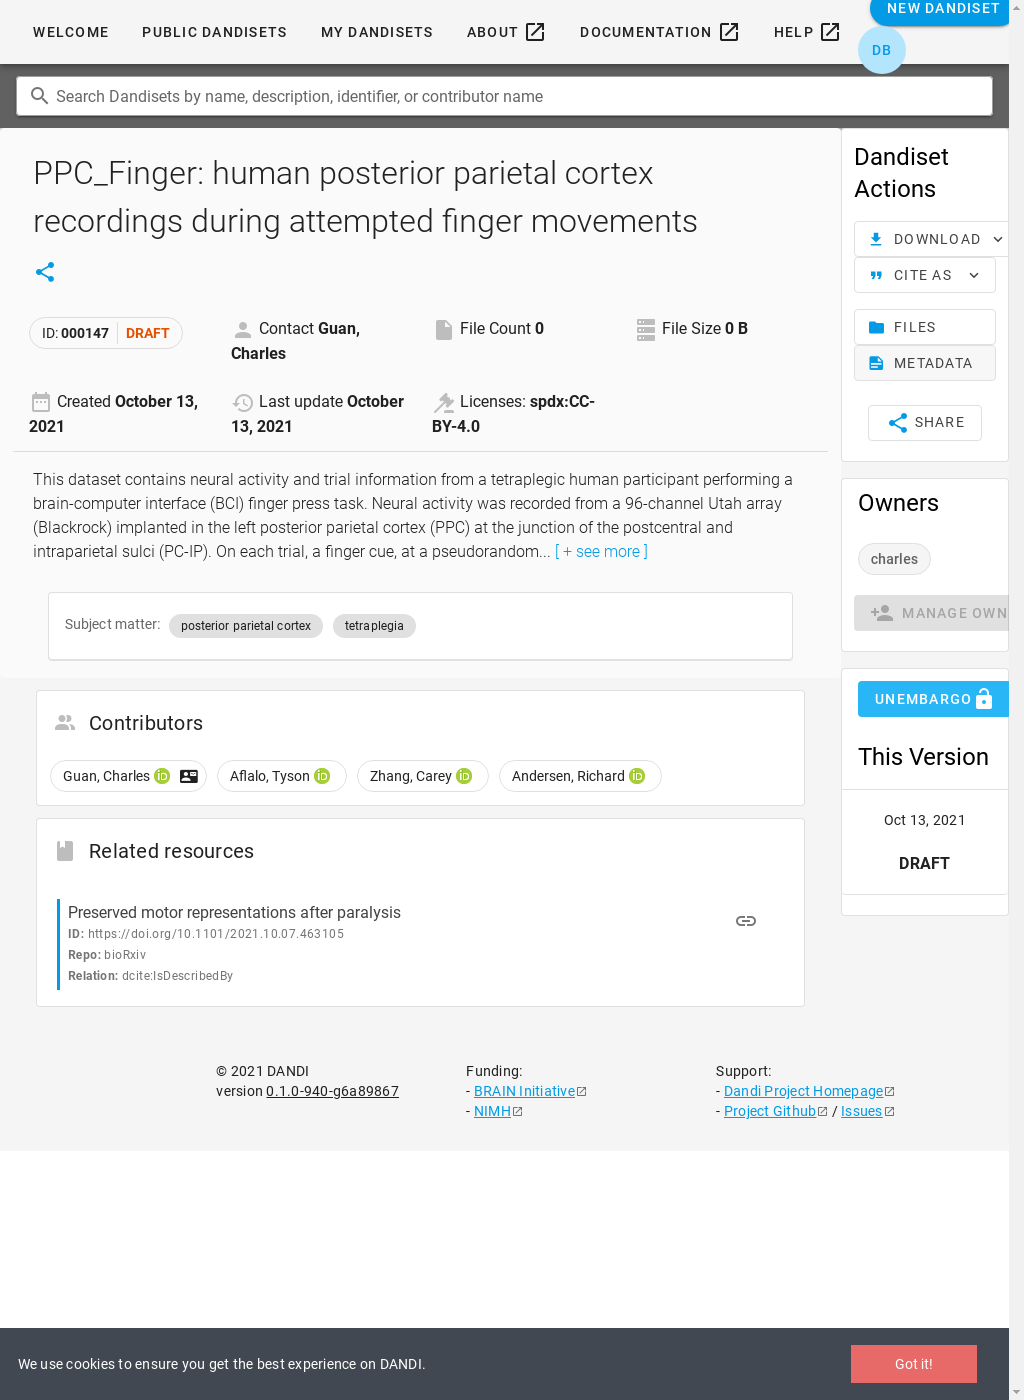 WELCOME
PUBLIC DANDISETS
MY DANDISETS
ABOUT
DOCUMENTATION
HELP
NEW DANDISET
DB
Search Dandisets by name, description, identifier, or contributor name
PPC_Finger: human posterior parietal cortex
recordings during attempted finger movements
ID: 000147
DRAFT
Contact Guan,
Charles
File Count 0
File Size 0 B
Created October 13,
2021
Last update October
13, 2021
Licenses: spdx:CC-
BY-4.0
This dataset contains neural activity and trial information from a tetraplegic human participant performing a
brain-computer interface (BCI) finger press task. Neural activity was recorded from a 96-channel Utah array
(Blackrock) implanted in the left posterior parietal cortex (PPC) at the junction of the postcentral and
intraparietal sulci (PC-IP). On each trial, a finger cue, at a pseudorandom... [ + see more ]
Subject matter:
posterior parietal cortex
tetraplegia
Contributors
Guan, Charles
Aflalo, Tyson
Zhang, Carey
Andersen, Richard
Related resources
Preserved motor representations after paralysis
ID: https://doi.org/10.1101/2021.10.07.463105
Repo: bioRxiv
Relation: dcite:IsDescribedBy
Dandiset
Actions
DOWNLOAD
CITE AS
FILES
METADATA
SHARE
Owners
charles
MANAGE OWN
UNEMBARGO
This Version
Oct 13, 2021
DRAFT
© 2021 DANDI
version 0.1.0-940-g6a89867
Funding:
- BRAIN Initiative
- NIMH
Support:
- Dandi Project Homepage
- Project Github / Issues
We use cookies to ensure you get the best experience on DANDI.
Got it!